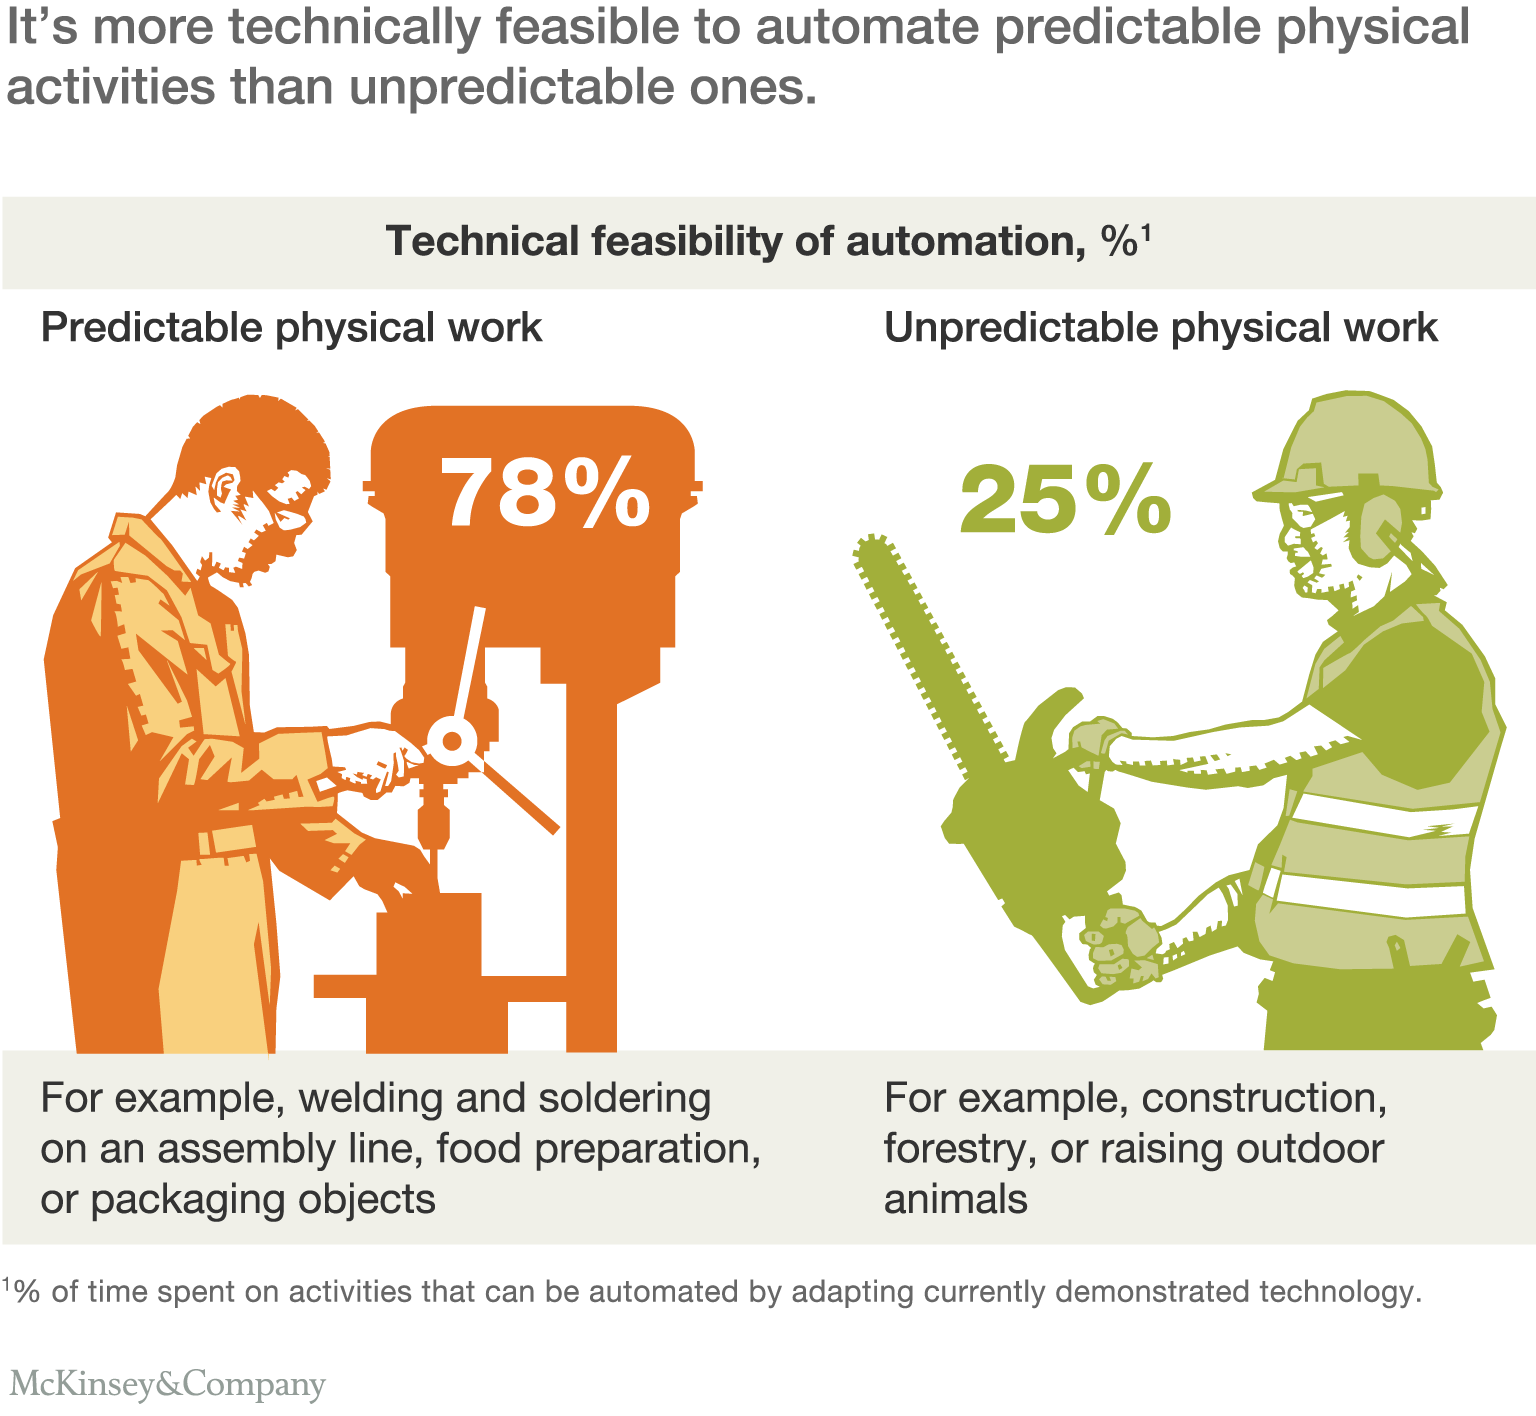 It’s more technically feasible to automate predictable physical
activities than unpredictable ones.
Technical feasibility of automation, %¹
Predictable physical work
Unpredictable physical work
78%
25%
For example, welding and soldering
on an assembly line, food preparation,
or packaging objects
For example, construction,
forestry, or raising outdoor
animals
¹% of time spent on activities that can be automated by adapting currently demonstrated technology.
McKinsey&Company